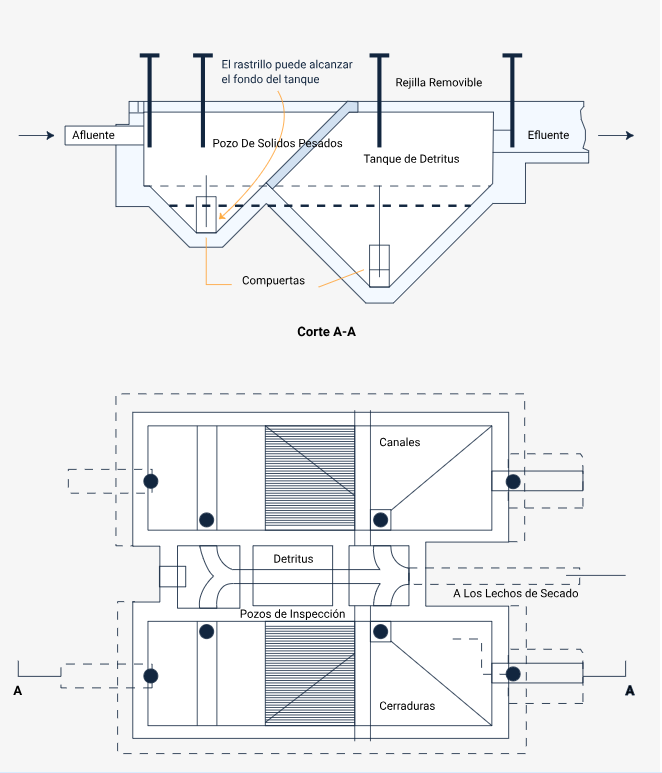 El rastrillo puede alcanzar
el fondo del tanque
Rejilla Removible
Afluente
Efluente
Pozo De Solidos Pesados
Tanque de Detritus
Compuertas
Corte A-A
Canales
Detritus
A Los Lechos de Secado
Pozos de Inspección
A
A
Cerraduras